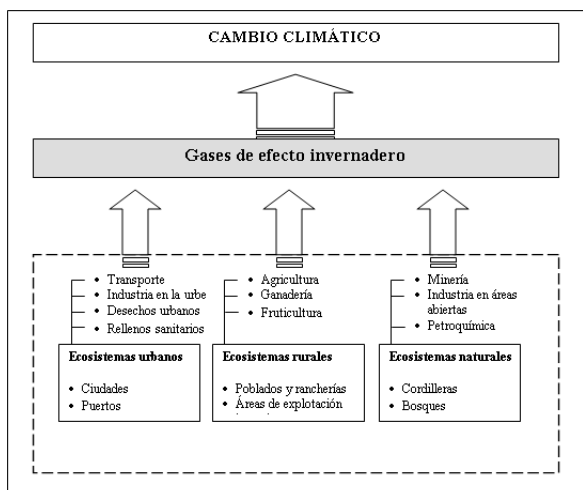 CAMBIO CLIMÁTICO
Gases de efecto invernadero
• Transporte
• Industria en la urbe
• Desechos urbanos
• Rellenos sanitarios
Ecosistemas urbanos
• Ciudades
• Puertos
• Agricultura
• Ganadería
• Fruticultura
Ecosistemas rurales
• Poblados y rancherías
• Áreas de explotación
• Minería
• Industria en áreas
abiertas
• Petroquímica
Ecosistemas naturales
• Cordilleras
• Bosques